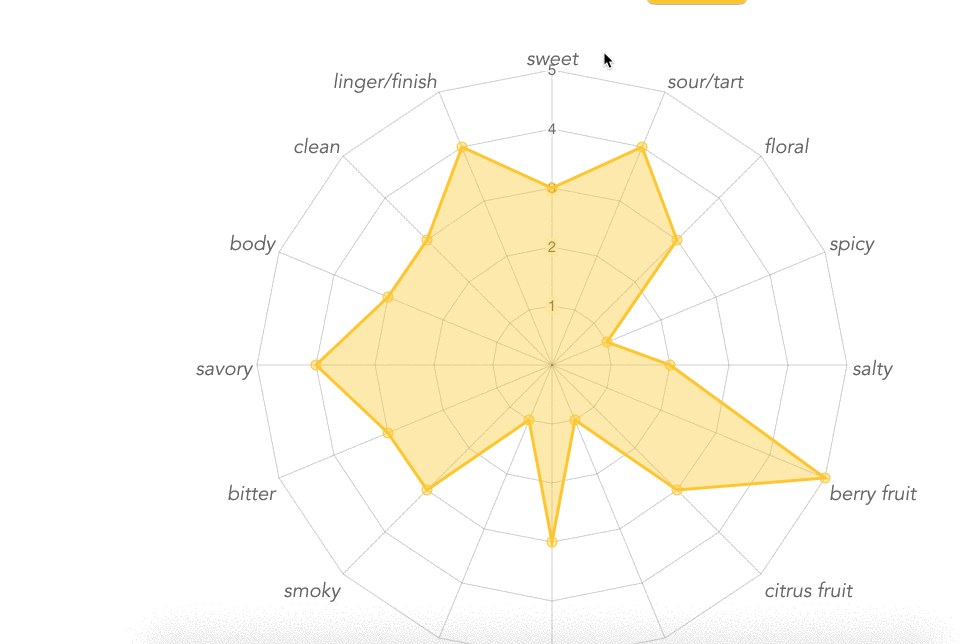 sweet
5
linger/finish
sour/tart
4
clean
floral
3
body
2
spicy
1
savory
salty
bitter
berry fruit
smoky
citrus fruit